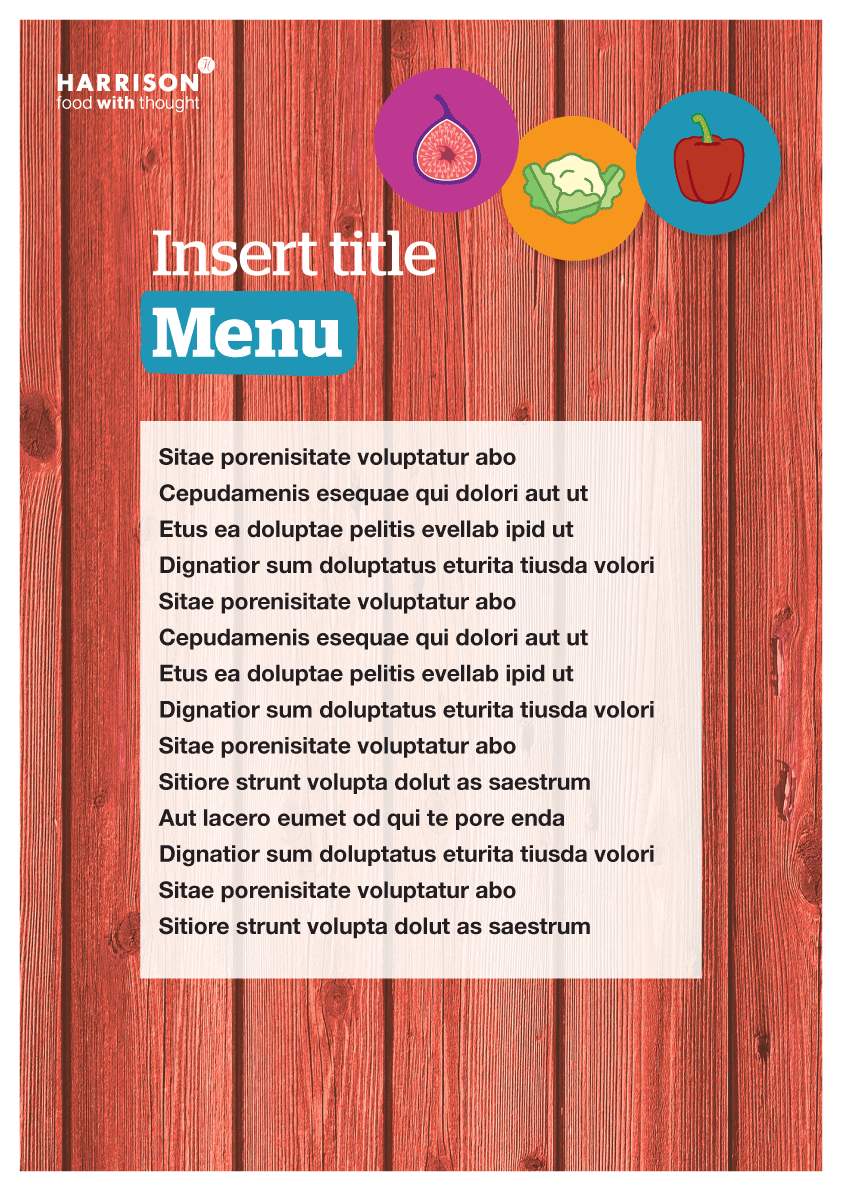 HARRISON
food with thought
Insert title
Menu
Sitae porenisitate voluptatur abo
Cepudamenis esequae qui dolori aut ut
Etus ea doluptae pelitis evellab ipid ut
Dignatior sum doluptatus eturita tiusda volori
Sitae porenisitate voluptatur abo
Cepudamenis esequae qui dolori aut ut
Etus ea doluptae pelitis evellab ipid ut
Dignatior sum doluptatus eturita tiusda volori
Sitae porenisitate voluptatur abo
Sitiore strunt volupta dolut as saestrum
Aut lacero eumet od qui te pore enda
Dignatior sum doluptatus eturita tiusda volori
Sitae porenisitate voluptatur abo
Sitiore strunt volupta dolut as saestrum